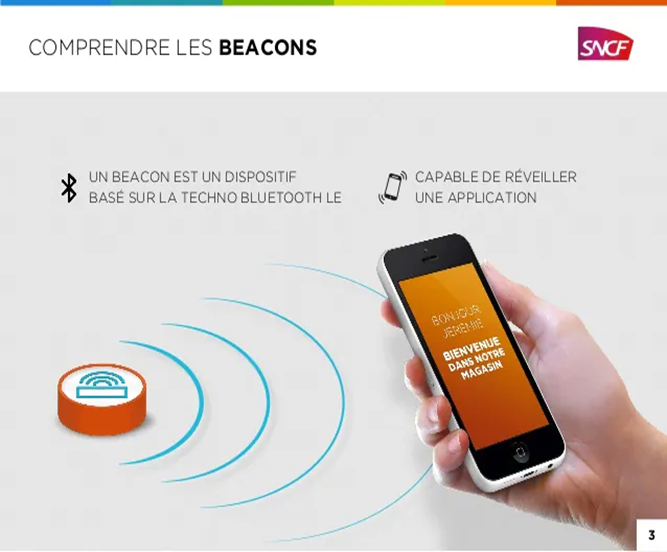 COMPRENDRE LES BEACONS
SNCF
UN BEACON EST UN DISPOSITIF
BASÉ SUR LA TECHNO BLUETOOTH LE
CAPABLE DE RÉVEILLER
UNE APPLICATION
BONJOUR
JÉRÉMIE
BIENVENUE
DANS NOTRE
MAGASIN
3